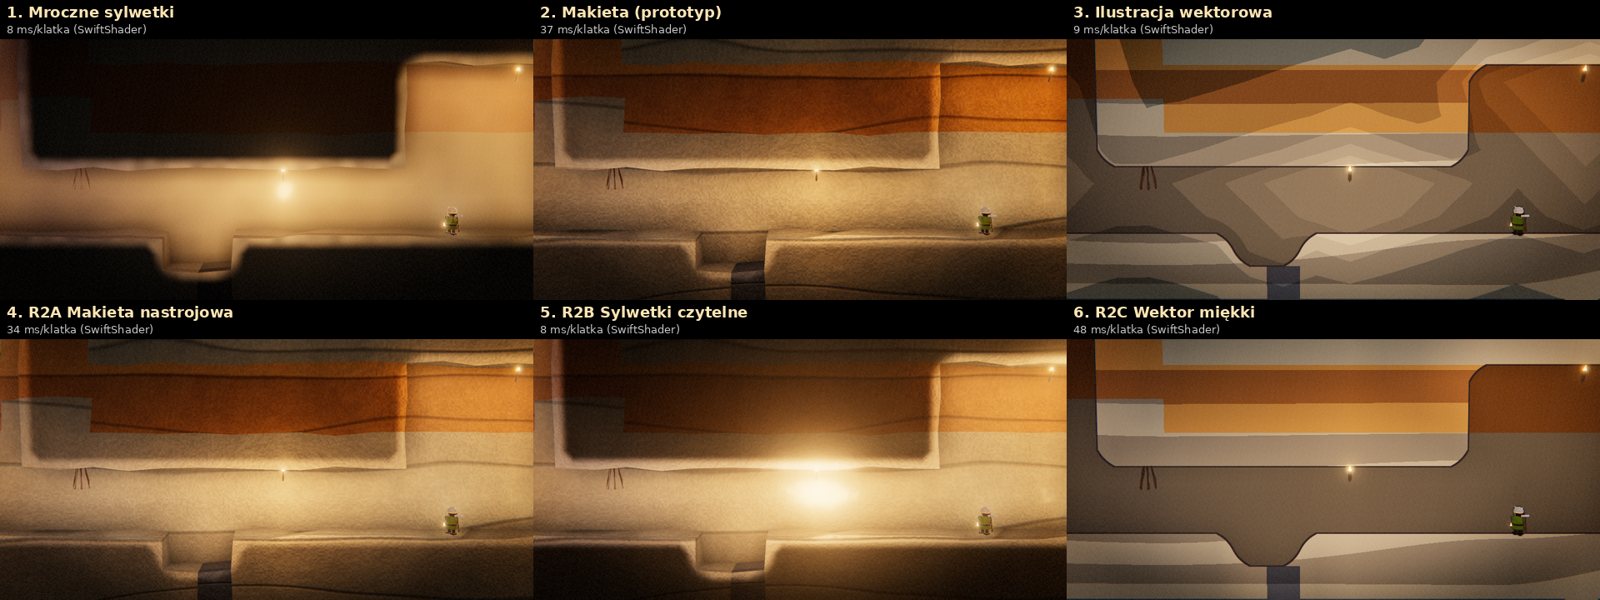 1. Mroczne sylwetki
8 ms/klatka (SwiftShader)
2. Makieta (prototyp)
37 ms/klatka (SwiftShader)
3. Ilustracja wektorowa
9 ms/klatka (SwiftShader)
4. R2A Makieta nastrojowa
34 ms/klatka (SwiftShader)
5. R2B Sylwetki czytelne
8 ms/klatka (SwiftShader)
6. R2C Wektor miękki
48 ms/klatka (SwiftShader)